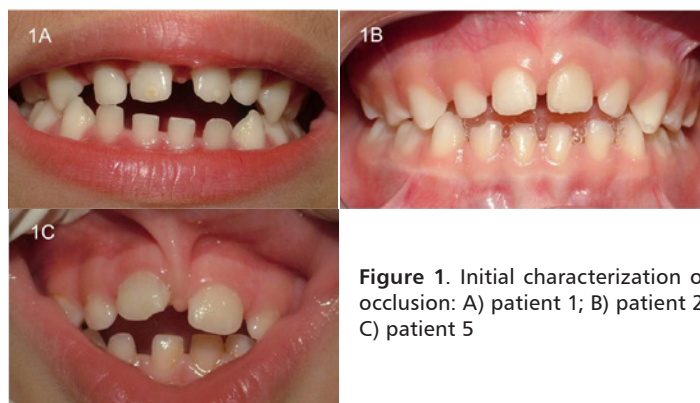 1A
1B
1C
Figure 1. Initial characterization o
occlusion: A) patient 1; B) patient 2
C) patient 5